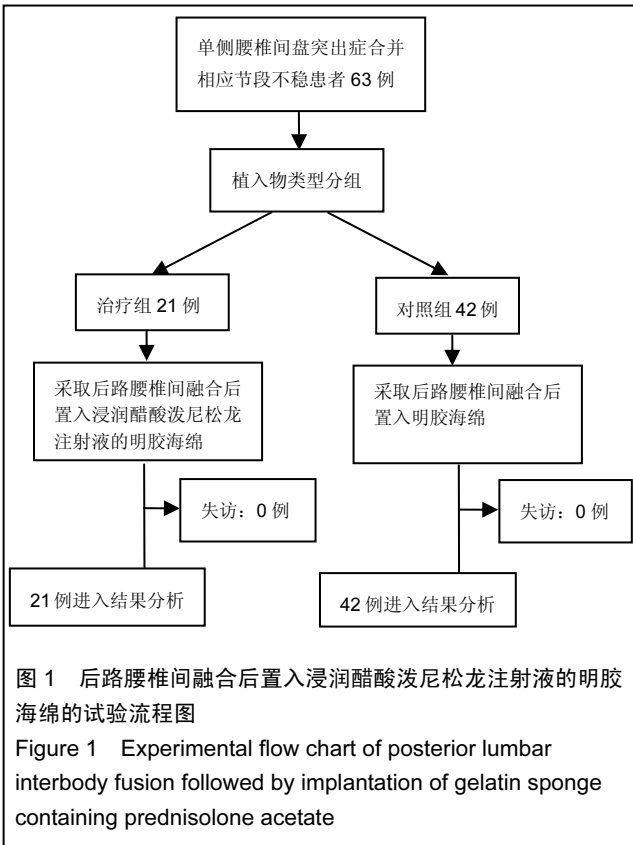 单侧腰椎间盘突出症合并
相应节段不稳患者 63 例
植入物类型分组
治疗组 21 例
对照组 42 例
采取后路腰椎间融合后
置入浸润醋酸泼尼松龙
注射液的明胶海绵
采取后路腰椎间融合后
置入明胶海绵
失访：0 例
失访：0 例
21 例进入结果分析
42 例进入结果分析
图 1 后路腰椎间融合后置入浸润醋酸泼尼松龙注射液的明胶
海绵的试验流程图
Figure 1 Experimental flow chart of posterior lumbar
interbody fusion followed by implantation of gelatin sponge
containing prednisolone acetate